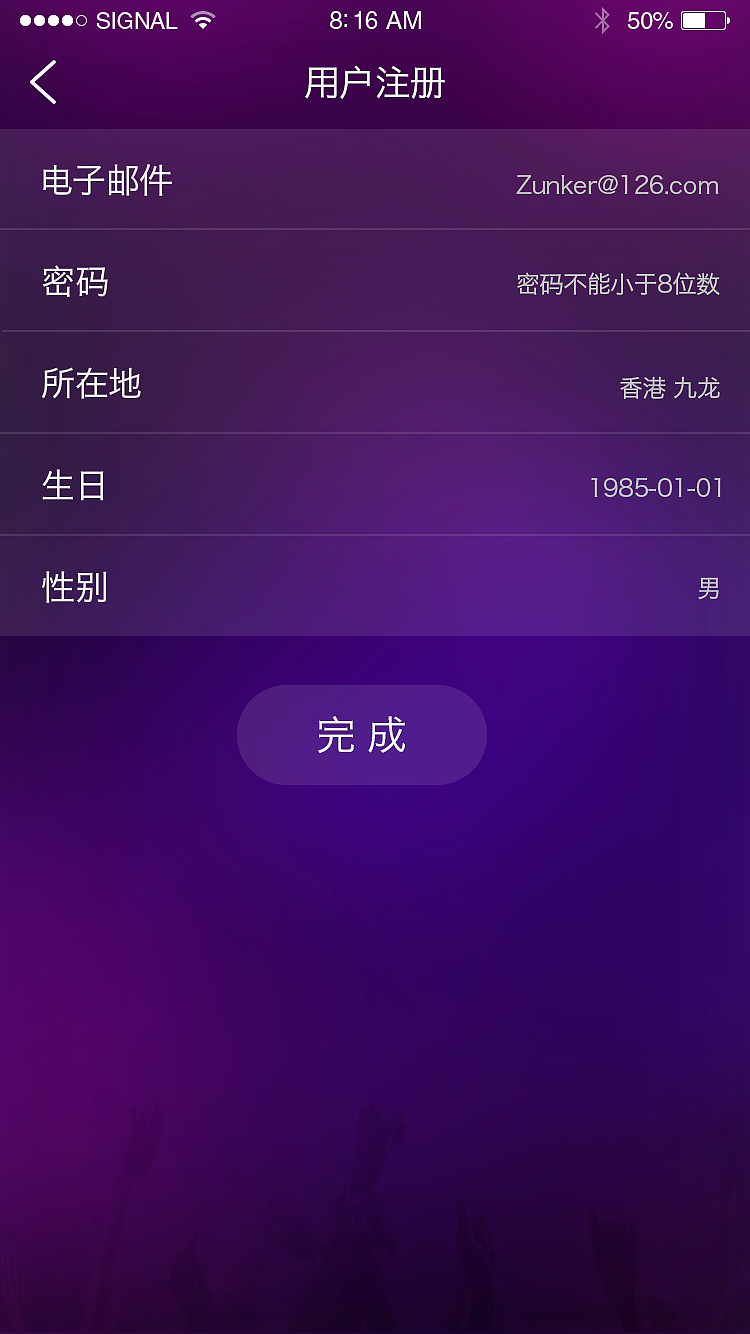 SIGNAL 8:16 AM 50%
用户注册
电子邮件 Zunker@126.com
密码 密码不能小于8位数
所在地 香港 九龙
生日 1985-01-01
性别 男
完 成